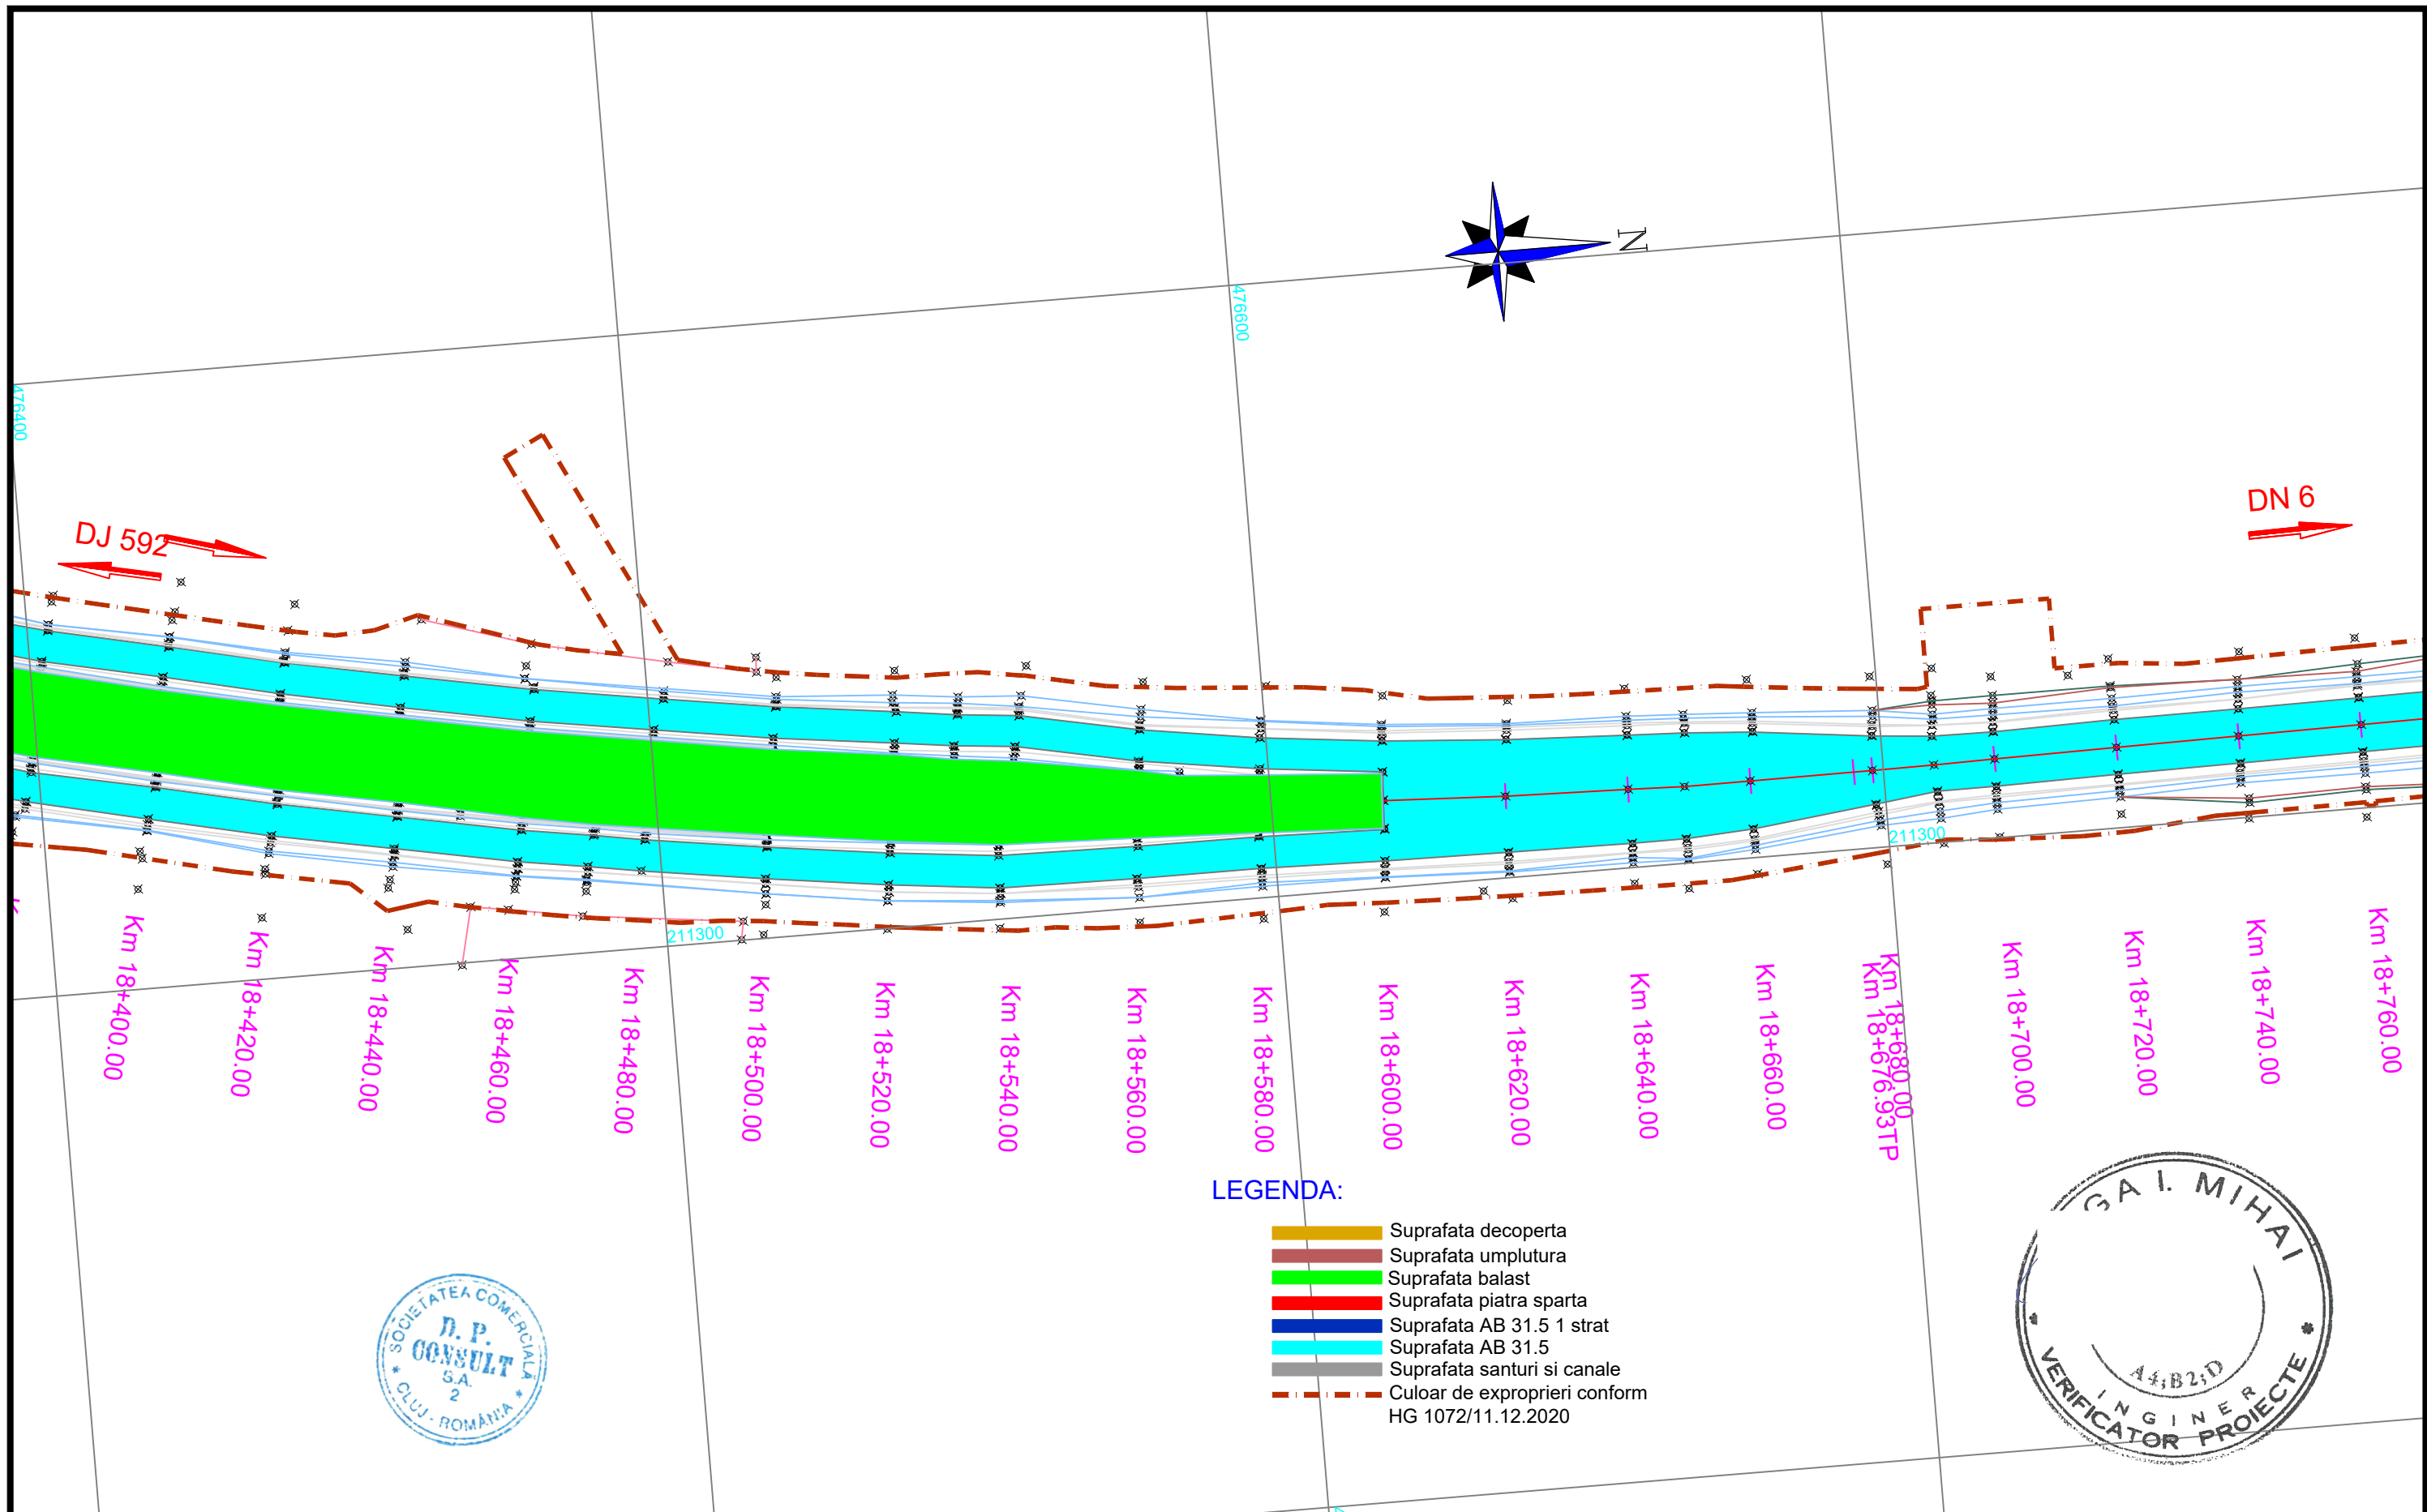 N
476600
476400
DJ 592
DN 6
211300
211300
Km 18+400.00
Km 18+420.00
Km 18+440.00
Km 18+460.00
Km 18+480.00
Km 18+500.00
Km 18+520.00
Km 18+540.00
Km 18+560.00
Km 18+580.00
Km 18+600.00
Km 18+620.00
Km 18+640.00
Km 18+660.00
Km 18+676.93TP
Km 18+680.00
Km 18+700.00
Km 18+720.00
Km 18+740.00
Km 18+760.00
LEGENDA:
Suprafata decoperta
Suprafata umplutura
Suprafata balast
Suprafata piatra sparta
Suprafata AB 31.5 1 strat
Suprafata AB 31.5
Suprafata santuri si canale
Culoar de exproprieri conform
HG 1072/11.12.2020
SOCIETATEA COMERCIALĂ
D. P.
CONSULT
S.A.
2
* CLUJ - ROMÂNIA *
GA I. MIHAI
A4;B2;D
INGINER
* VERIFICATOR PROIECTE *